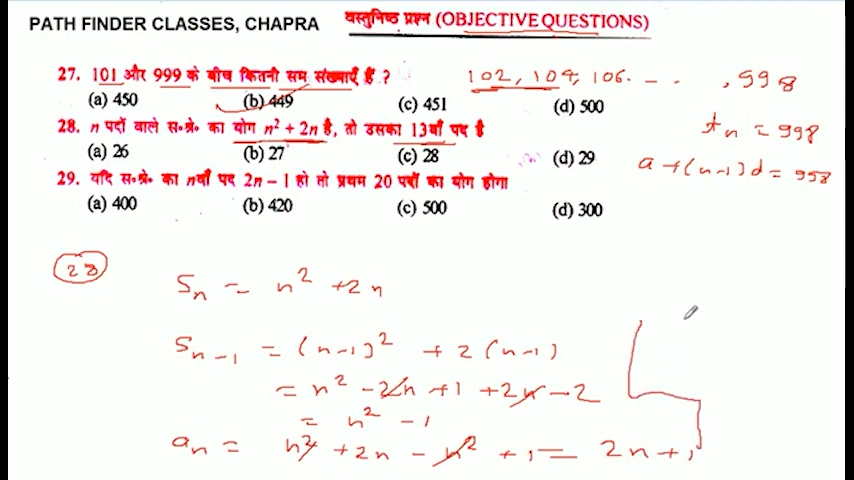 PATH FINDER CLASSES, CHAPRA
वस्तुनिष्ठ प्रश्न (OBJECTIVE QUESTIONS)
27. 101 और 999 के बीच कितनी सम संख्याएँ हैं ?
(a) 450 (b) 449 (c) 451 (d) 500
102, 104, 106. - . . , 998
28. n पदों वाले स॰श्रे॰ का योग n² + 2n है, तो उसका 13वाँ पद है
(a) 26 (b) 27 (c) 28 (d) 29
tn = 998
a + (n-1) d = 998
29. यदि स॰श्रे॰ का nवाँ पद 2n – 1 हो तो प्रथम 20 पदों का योग होगा
(a) 400 (b) 420 (c) 500 (d) 300
28
Sn = n² + 2n
Sn-1 = (n-1)² + 2(n-1)
= n² - 2n + 1 + 2n - 2
= n² - 1
an = n² + 2n - n² + 1 = 2n + 1